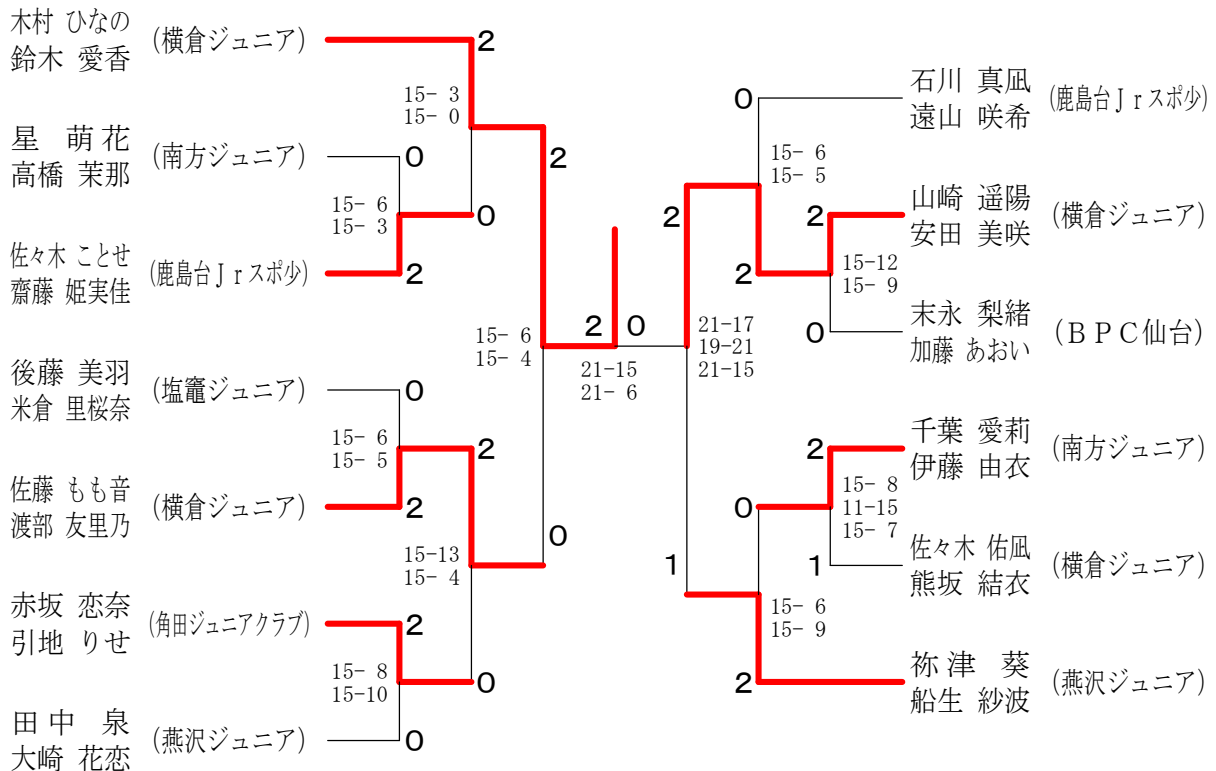 木村 ひなの
鈴木 愛香
(横倉ジュニア)
2
15- 3
15- 0
星 萌花
高橋 茉那
(南方ジュニア)
0
15- 6
15- 3
0
佐々木 ことせ
齋藤 姫実佳
(鹿島台Ｊｒスポ少)
2
2
15- 6
15- 4
後藤 美羽
米倉 里桜奈
(塩竈ジュニア)
0
15- 6
15- 5
2
佐藤 もも音
渡部 友里乃
(横倉ジュニア)
2
15-13
15- 4
0
赤坂 恋奈
引地 りせ
(角田ジュニアクラブ)
2
15- 8
15-10
0
田中 泉
大崎 花恋
(燕沢ジュニア)
0
2
0
21-15
21- 6
石川 真凪
遠山 咲希
(鹿島台Ｊｒスポ少)
0
15- 6
15- 5
2
山崎 遥陽
安田 美咲
(横倉ジュニア)
2
2
15-12
15- 9
末永 梨緒
加藤 あおい
(ＢＰＣ仙台)
0
21-17
19-21
21-15
千葉 愛莉
伊藤 由衣
(南方ジュニア)
2
0
15- 8
11-15
15- 7
佐々木 佑凪
熊坂 結衣
(横倉ジュニア)
1
1
15- 6
15- 9
祢津 葵
船生 紗波
(燕沢ジュニア)
2